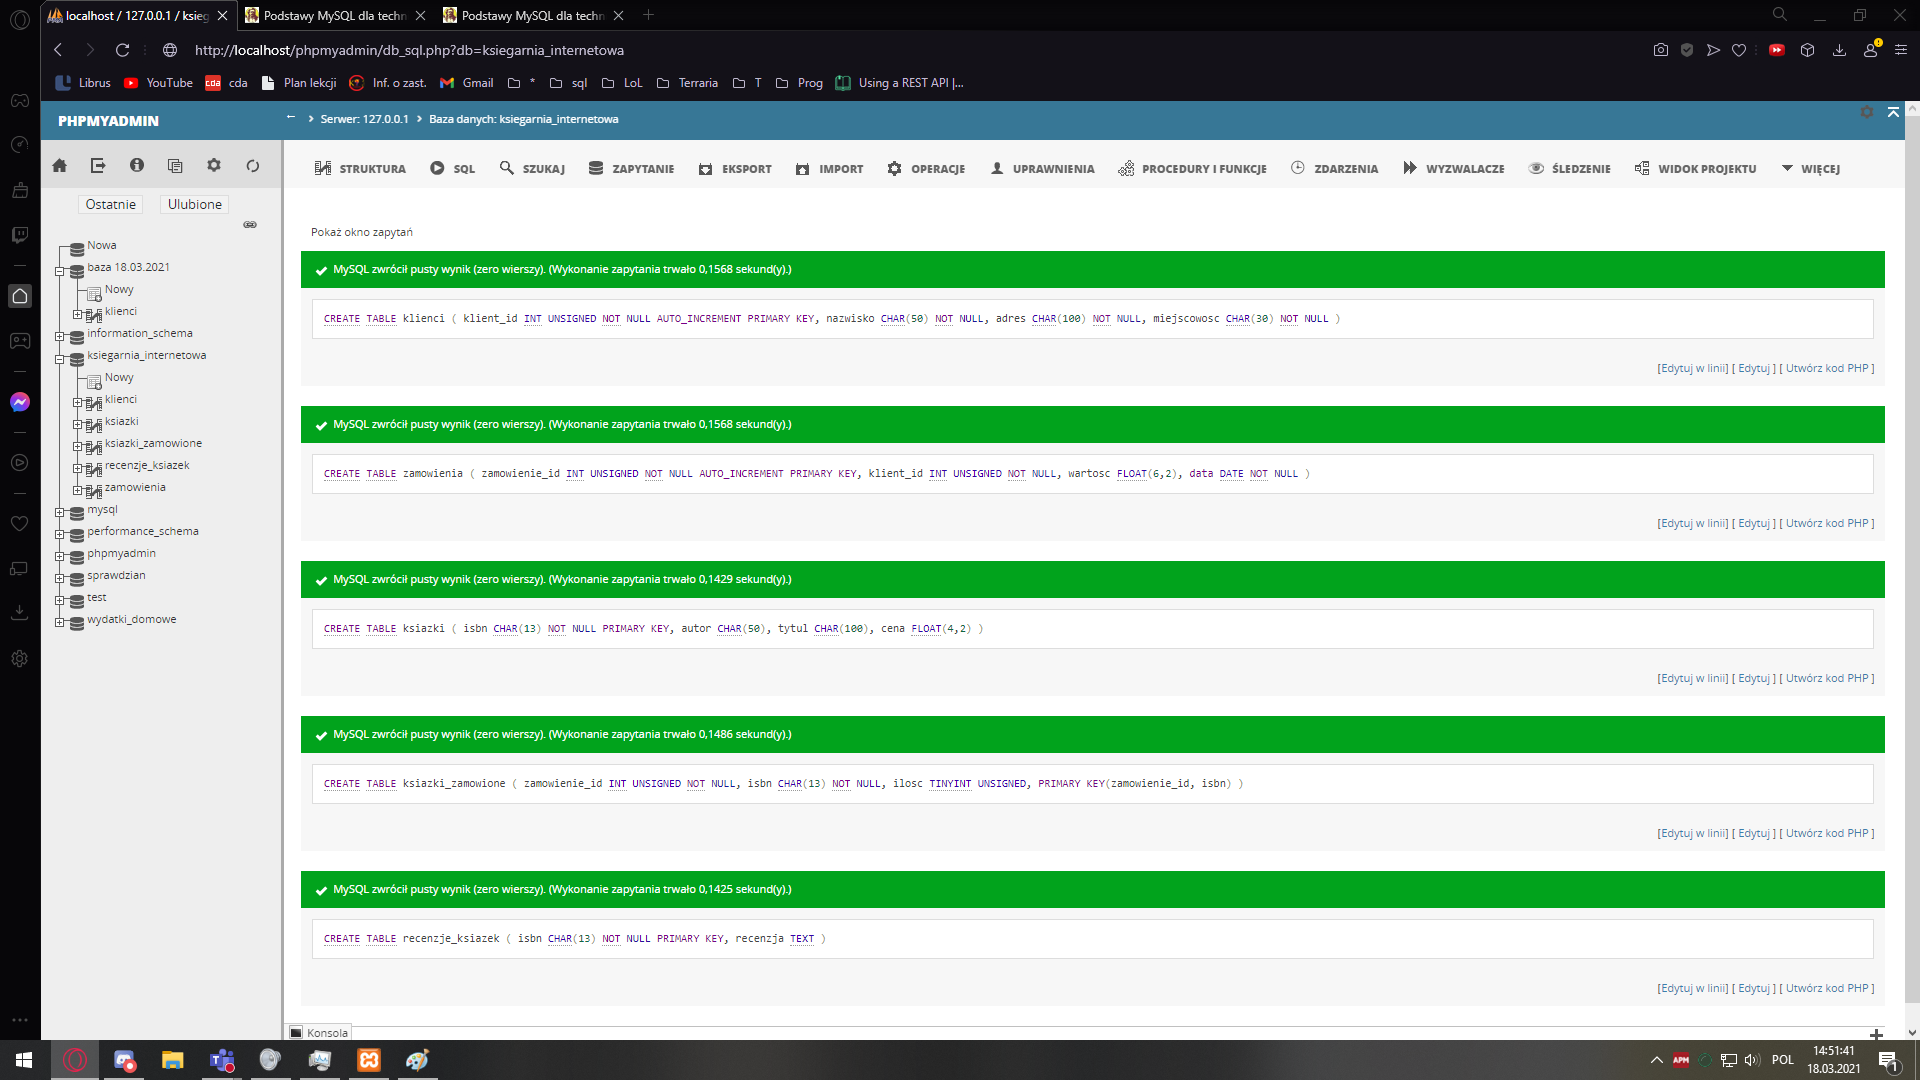 localhost / 127.0.0.1 / ksieg
Podstawy MySQL dla techn
Podstawy MySQL dla techn
http://localhost/phpmyadmin/db_sql.php?db=ksiegarnia_internetowa
Librus
YouTube
cda cda
Plan lekcji
Inf. o zast.
Gmail
*
sql
LoL
Terraria
T
Prog
Using a REST API |,...
PHPMYADMIN
← › Serwer: 127.0.0.1 › Baza danych: ksiegarnia_internetowa
STRUKTURA
SQL
SZUKAJ
ZAPYTANIE
EKSPORT
IMPORT
OPERACJE
UPRAWNIENIA
PROCEDURY I FUNKCJE
ZDARZENIA
WYZWALACZE
ŚLEDZENIE
WIDOK PROJEKTU
WIĘCEJ
Ostatnie
Ulubione
Nowa
baza 18.03.2021
Nowy
klienci
information_schema
ksiegarnia_internetowa
Nowy
klienci
ksiazki
ksiazki_zamowione
recenzje_ksiazek
zamowienia
mysql
performance_schema
phpmyadmin
sprawdzian
test
wydatki_domowe
Pokaż okno zapytań
MySQL zwrócił pusty wynik (zero wierszy). (Wykonanie zapytania trwało 0,1568 sekund(y).)
CREATE TABLE klienci ( klient_id INT UNSIGNED NOT NULL AUTO_INCREMENT PRIMARY KEY, nazwisko CHAR(50) NOT NULL, adres CHAR(100) NOT NULL, miejscowosc CHAR(30) NOT NULL )
[Edytuj w linii] [ Edytuj ] [ Utwórz kod PHP ]
MySQL zwrócił pusty wynik (zero wierszy). (Wykonanie zapytania trwało 0,1568 sekund(y).)
CREATE TABLE zamowienia ( zamowienie_id INT UNSIGNED NOT NULL AUTO_INCREMENT PRIMARY KEY, klient_id INT UNSIGNED NOT NULL, wartosc FLOAT(6,2), data DATE NOT NULL )
[Edytuj w linii] [ Edytuj ] [ Utwórz kod PHP ]
MySQL zwrócił pusty wynik (zero wierszy). (Wykonanie zapytania trwało 0,1429 sekund(y).)
CREATE TABLE ksiazki ( isbn CHAR(13) NOT NULL PRIMARY KEY, autor CHAR(50), tytul CHAR(100), cena FLOAT(4,2) )
[Edytuj w linii] [ Edytuj ] [ Utwórz kod PHP ]
MySQL zwrócił pusty wynik (zero wierszy). (Wykonanie zapytania trwało 0,1486 sekund(y).)
CREATE TABLE ksiazki_zamowione ( zamowienie_id INT UNSIGNED NOT NULL, isbn CHAR(13) NOT NULL, ilosc TINYINT UNSIGNED, PRIMARY KEY(zamowienie_id, isbn) )
[Edytuj w linii] [ Edytuj ] [ Utwórz kod PHP ]
MySQL zwrócił pusty wynik (zero wierszy). (Wykonanie zapytania trwało 0,1425 sekund(y).)
CREATE TABLE recenzje_ksiazek ( isbn CHAR(13) NOT NULL PRIMARY KEY, recenzja TEXT )
[Edytuj w linii] [ Edytuj ] [ Utwórz kod PHP ]
Konsola
APM
POL
14:51:41
18.03.2021
1